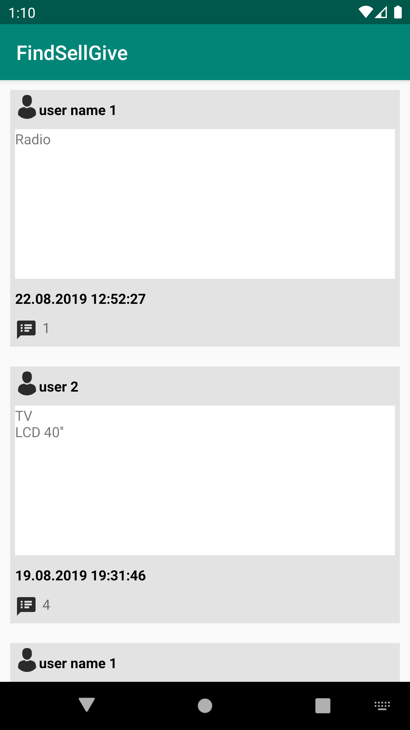 1:10
FindSellGive
user name 1
Radio
22.08.2019 12:52:27
1
user 2
TV
LCD 40"
19.08.2019 19:31:46
4
user name 1